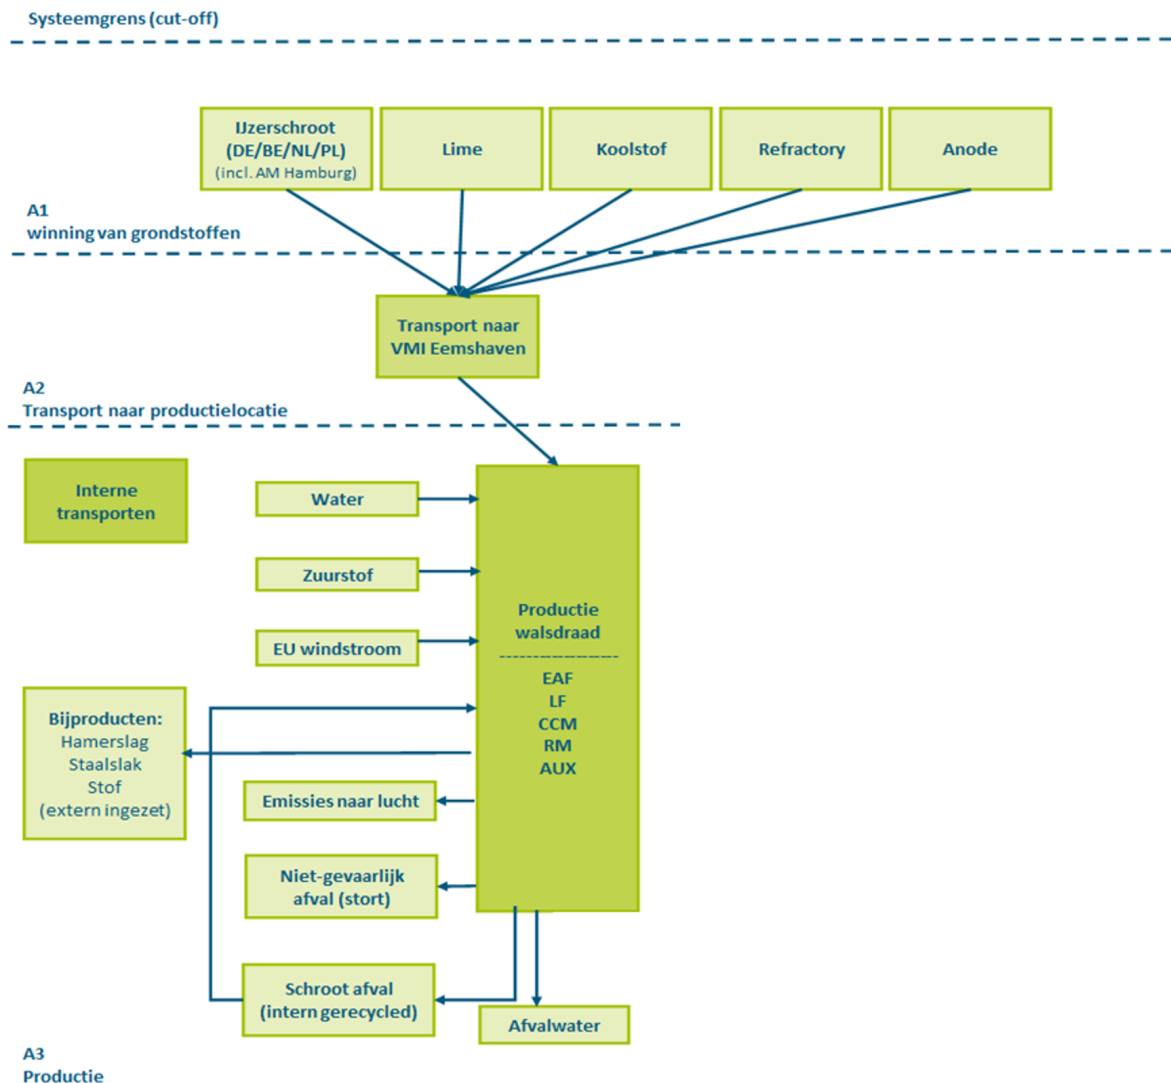 Systeemgrens (cut-off)
IJzerschroot
(DE/BE/NL/PL)
(incl. AM Hamburg)
Lime
Koolstof
Refractory
Anode
A1
winning van grondstoffen
Transport naar
VMI Eemshaven
A2
Transport naar productielocatie
Interne
transporten
Water
Zuurstof
EU windstroom
Productie
walsdraad
EAF
LF
CCM
RM
AUX
Bijproducten:
Hamerslag
Staalslak
Stof
(extern ingezet)
Emissies naar lucht
Niet-gevaarlijk
afval (stort)
Schroot afval
(intern gerecycled)
Afvalwater
A3
Productie